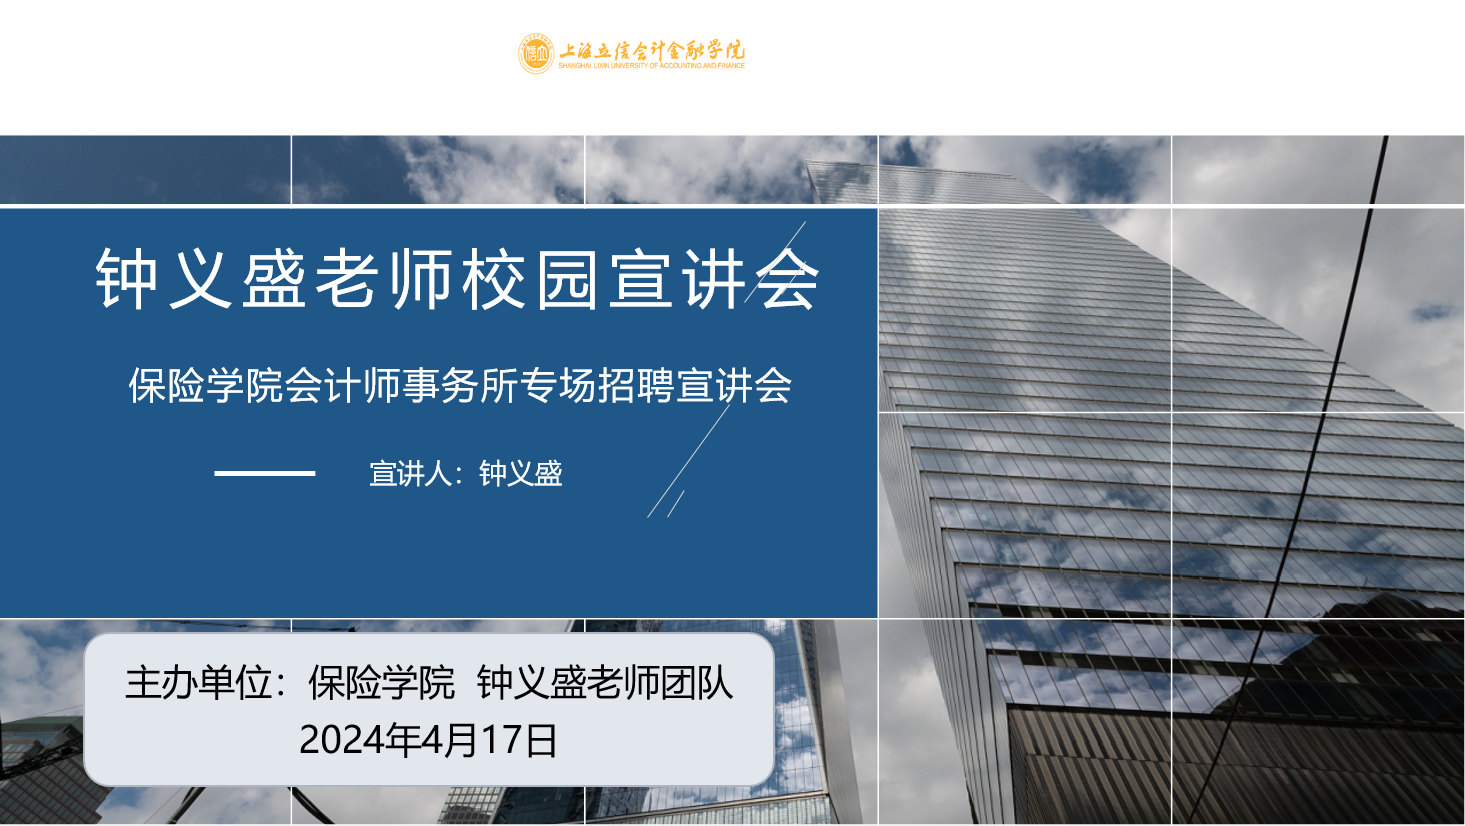 上海立信会计金融学院
SHANGHAI LIXIN UNIVERSITY OF ACCOUNTING AND FINANCE
钟义盛老师校园宣讲会
保险学院会计师事务所专场招聘宣讲会
宣讲人：钟义盛
主办单位：保险学院 钟义盛老师团队
2024年4月17日